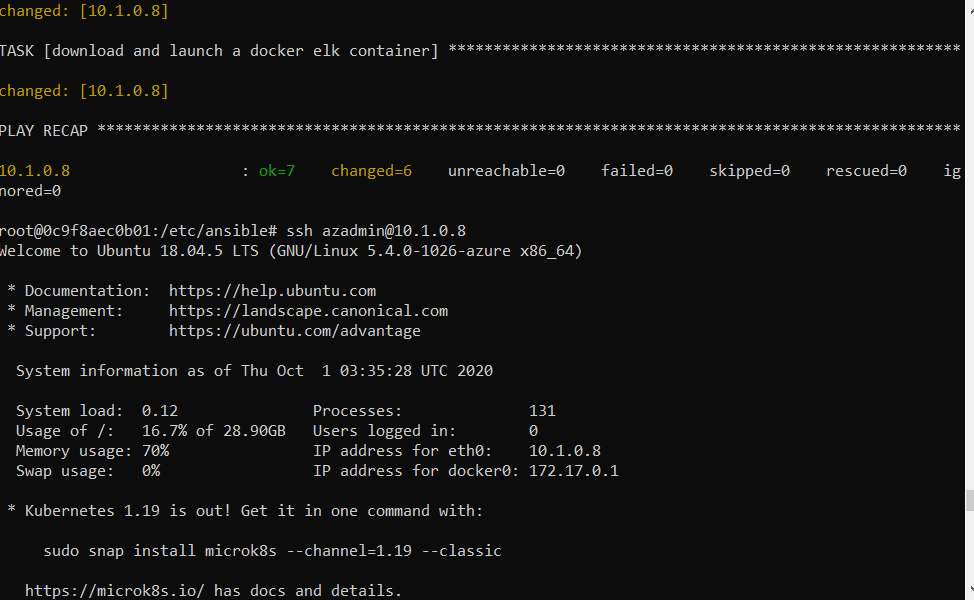 changed: [10.1.0.8]
TASK [download and launch a docker elk container] *********************************************************
changed: [10.1.0.8]
PLAY RECAP ************************************************************************************************
10.1.0.8                   : ok=7    changed=6    unreachable=0    failed=0    skipped=0    rescued=0    ig
nored=0
root@0c9f8aec0b01:/etc/ansible# ssh azadmin@10.1.0.8
Welcome to Ubuntu 18.04.5 LTS (GNU/Linux 5.4.0-1026-azure x86_64)
* Documentation:  https://help.ubuntu.com
* Management:     https://landscape.canonical.com
* Support:        https://ubuntu.com/advantage
System information as of Thu Oct  1 03:35:28 UTC 2020
System load:  0.12               Processes:              131
Usage of /:   16.7% of 28.90GB   Users logged in:        0
Memory usage: 70%                IP address for eth0:    10.1.0.8
Swap usage:   0%                 IP address for docker0: 172.17.0.1
* Kubernetes 1.19 is out! Get it in one command with:
sudo snap install microk8s --channel=1.19 --classic
https://microk8s.io/ has docs and details.